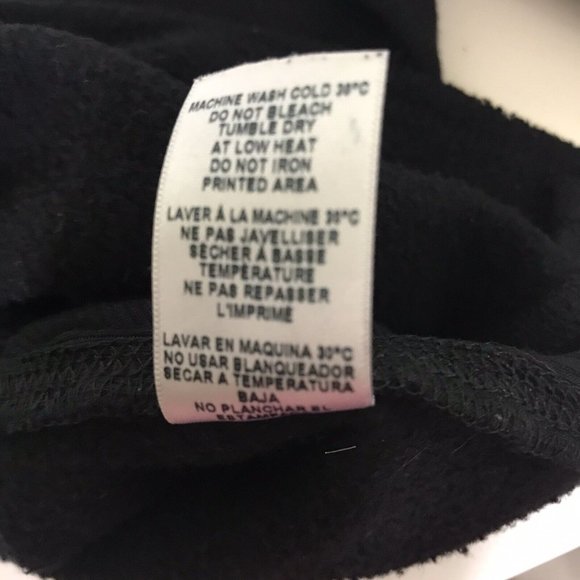 MACHINE WASH COLD 30°C
DO NOT BLEACH
TUMBLE DRY
AT LOW HEAT
DO NOT IRON
PRINTED AREA
LAVER À LA MACHINE 30°C
NE PAS JAVELLISER
SÉCHER À BASSE
TEMPÉRATURE
NE PAS REPASSER
L'IMPRIMÉ
LAVAR EN MAQUINA 30°C
NO USAR BLANQUEADOR
SECAR A TEMPERATURA
BAJA
NO PLANCHAR EL
ESTAMPADO